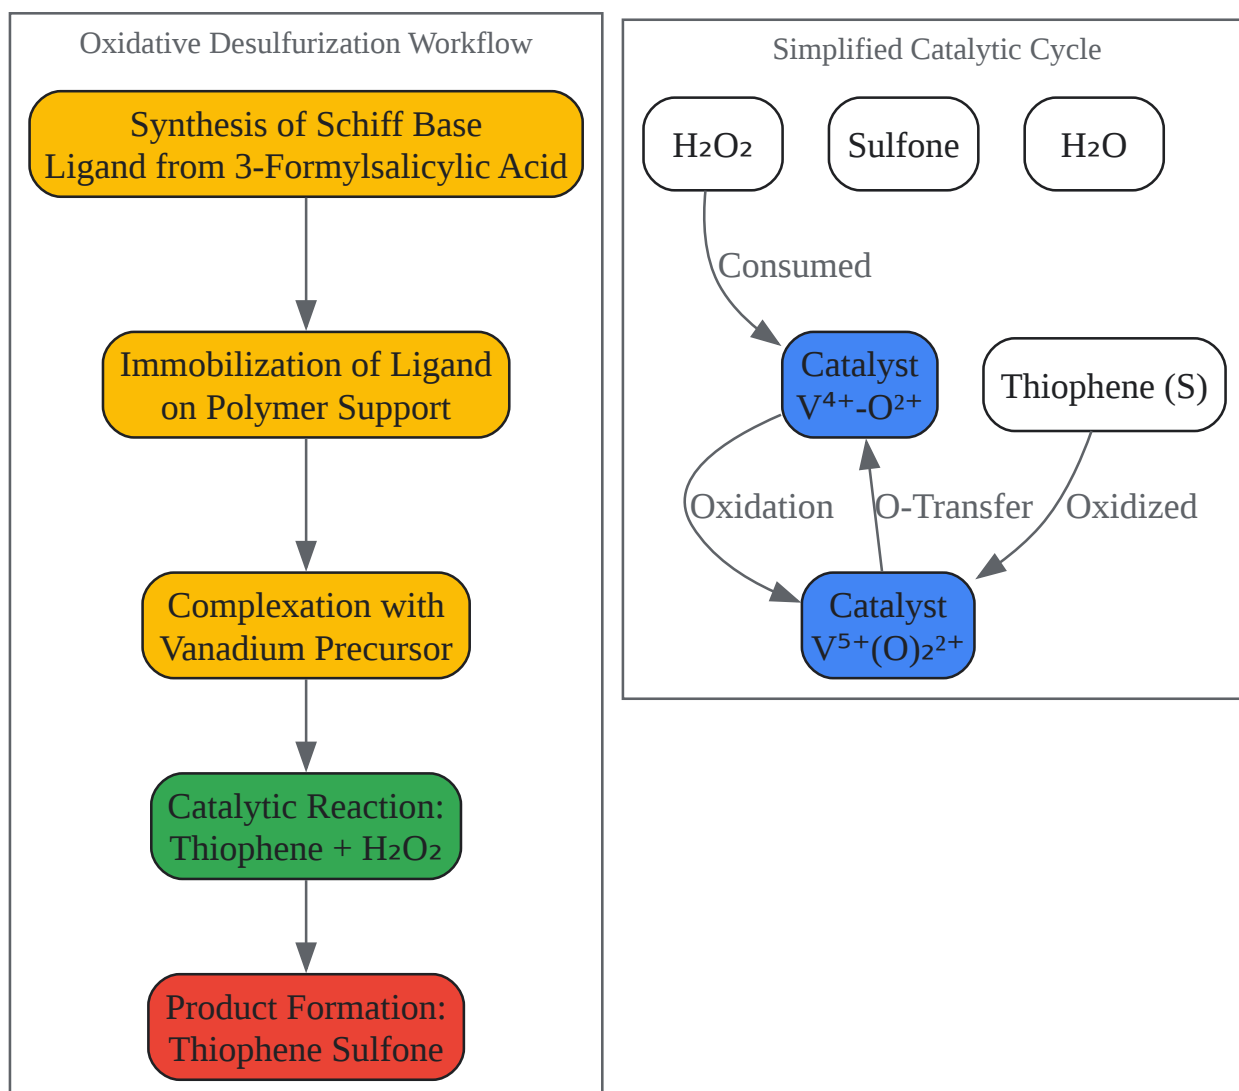 Oxidative Desulfurization Workflow
Synthesis of Schiff Base
Ligand from 3-Formylsalicylic Acid
Immobilization of Ligand
on Polymer Support
Complexation with
Vanadium Precursor
Catalytic Reaction:
Thiophene + H₂O₂
Product Formation:
Thiophene Sulfone
Simplified Catalytic Cycle
H₂O₂
Sulfone
H₂O
Consumed
Catalyst
V⁴⁺-O²⁺
Thiophene (S)
Oxidation
O-Transfer
Oxidized
Catalyst
V⁵⁺(O)₂²⁺